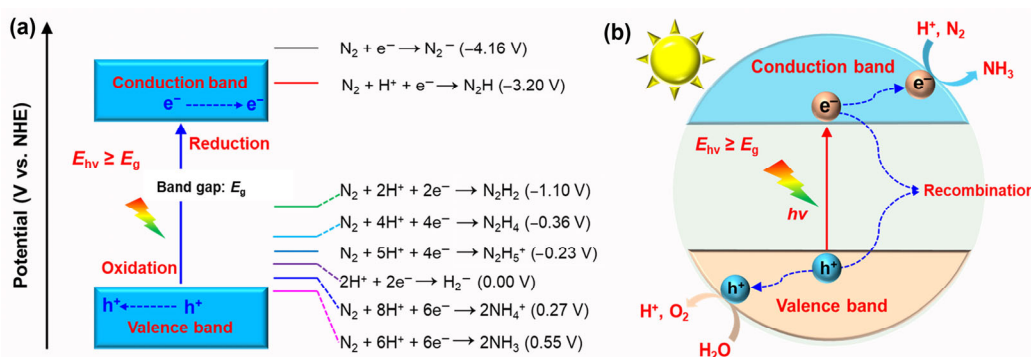 (a)
Potential (V vs. NHE)
Conduction band
e⁻ e⁻
Reduction
E_hv ≥ E_g
Band gap: E_g
Oxidation
h⁺ h⁺
Valence band
N₂ + e⁻ → N₂⁻ (−4.16 V)
N₂ + H⁺ + e⁻ → N₂H (−3.20 V)
N₂ + 2H⁺ + 2e⁻ → N₂H₂ (−1.10 V)
N₂ + 4H⁺ + 4e⁻ → N₂H₄ (−0.36 V)
N₂ + 5H⁺ + 4e⁻ → N₂H₅⁺ (−0.23 V)
2H⁺ + 2e⁻ → H₂⁻ (0.00 V)
N₂ + 8H⁺ + 6e⁻ → 2NH₄⁺ (0.27 V)
N₂ + 6H⁺ + 6e⁻ → 2NH₃ (0.55 V)
(b)
H⁺, N₂
Conduction band
e⁻
NH₃
e⁻
E_hv ≥ E_g
hv
Recombination
h⁺
h⁺
Valence band
H⁺, O₂
H₂O